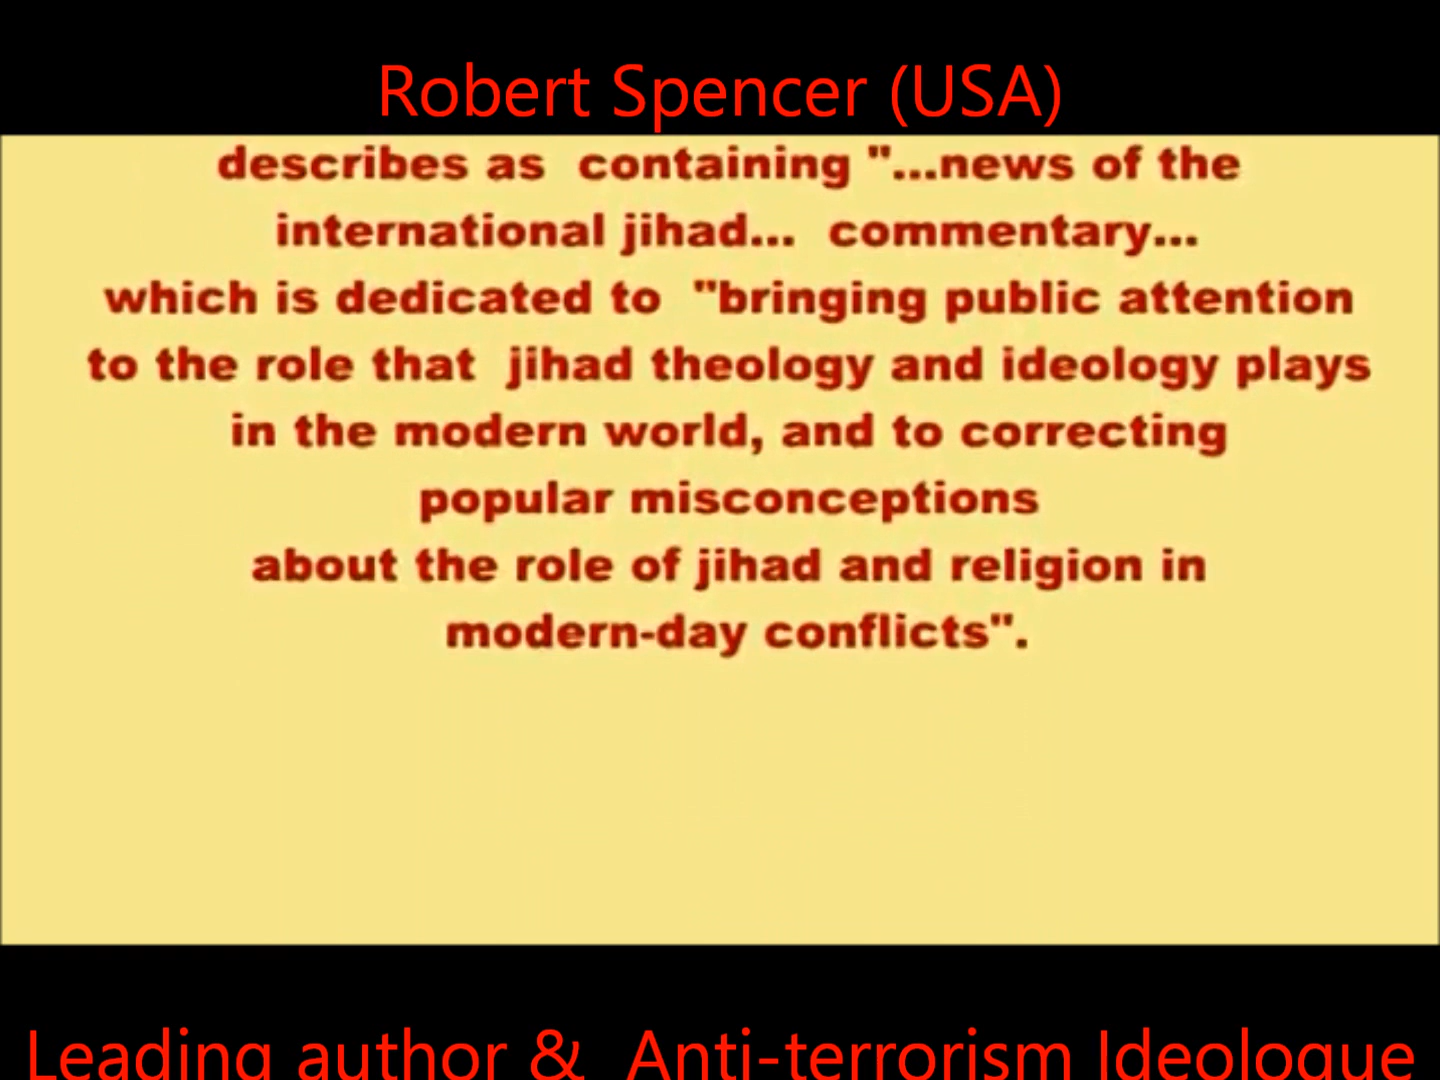 Robert Spencer (USA)
describes as containing "...news of the
international jihad... commentary...
which is dedicated to "bringing public attention
to the role that jihad theology and ideology plays
in the modern world, and to correcting
popular misconceptions
about the role of jihad and religion in
modern-day conflicts".
Leading author & Anti-terrorism Ideologue